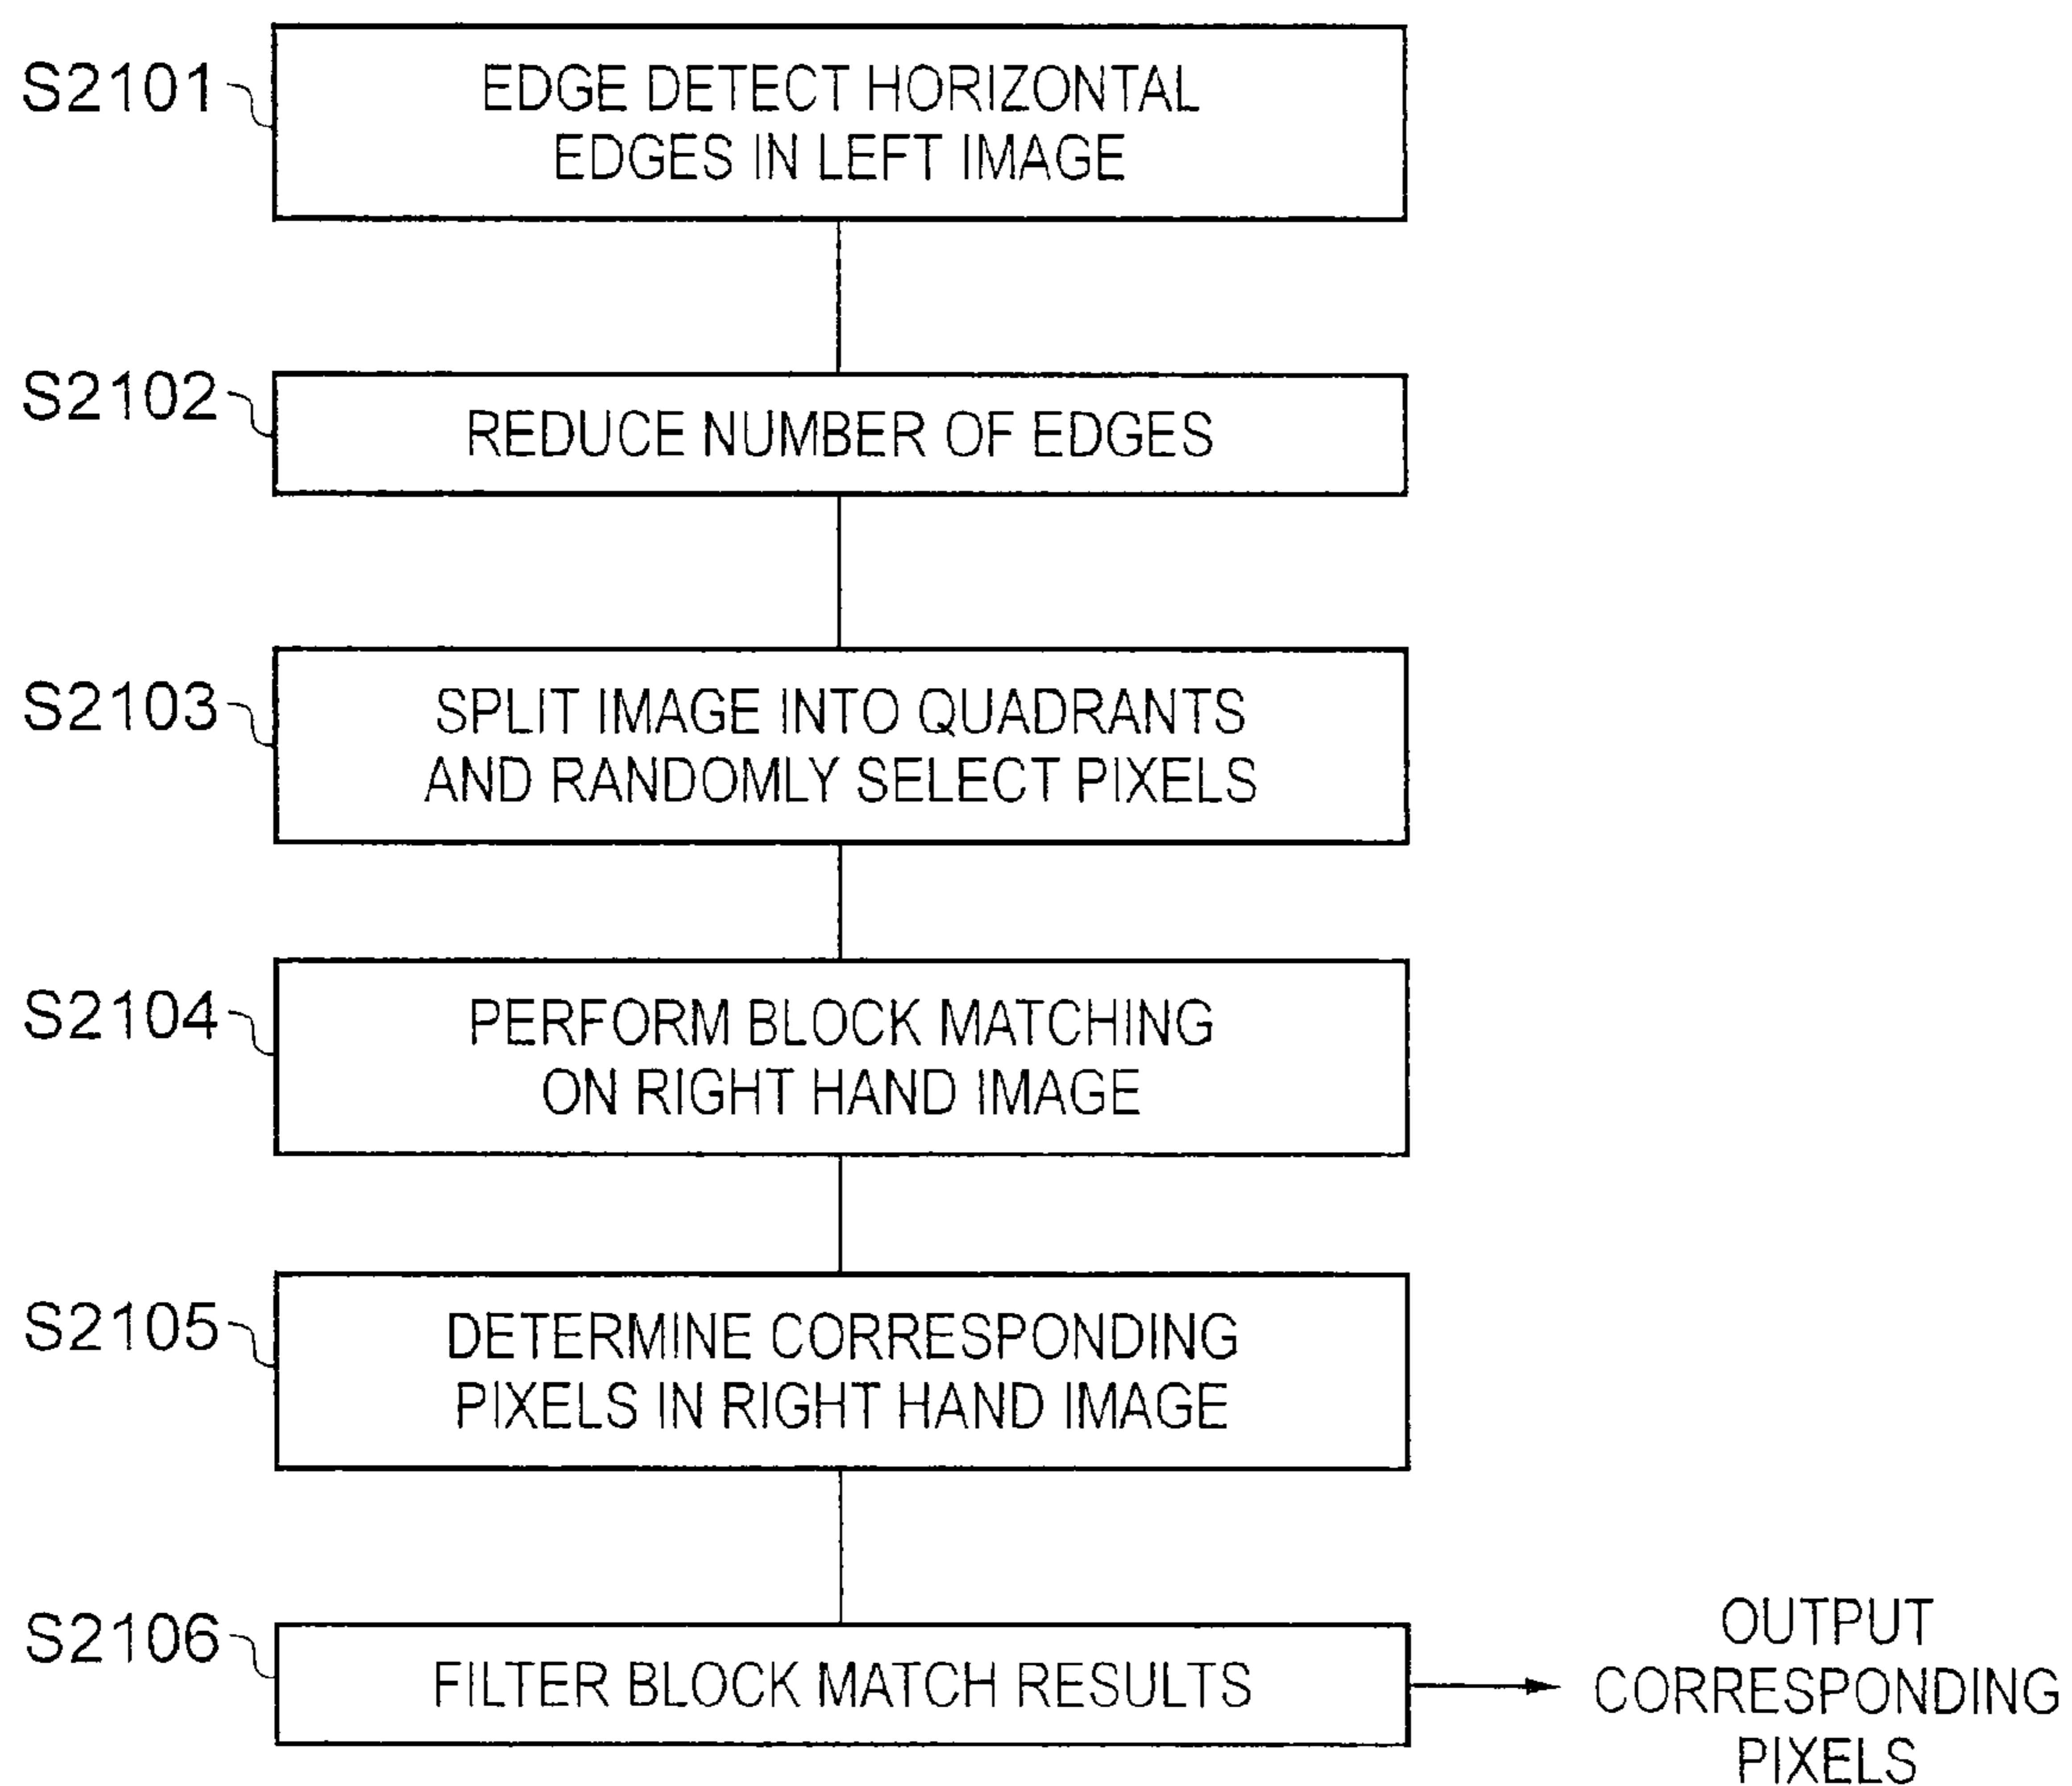 S2101
EDGE DETECT HORIZONTAL
EDGES IN LEFT IMAGE
S2102
REDUCE NUMBER OF EDGES
S2103
SPLIT IMAGE INTO QUADRANTS
AND RANDOMLY SELECT PIXELS
S2104
PERFORM BLOCK MATCHING
ON RIGHT HAND IMAGE
S2105
DETERMINE CORRESPONDING
PIXELS IN RIGHT HAND IMAGE
S2106
FILTER BLOCK MATCH RESULTS
OUTPUT
CORRESPONDING
PIXELS